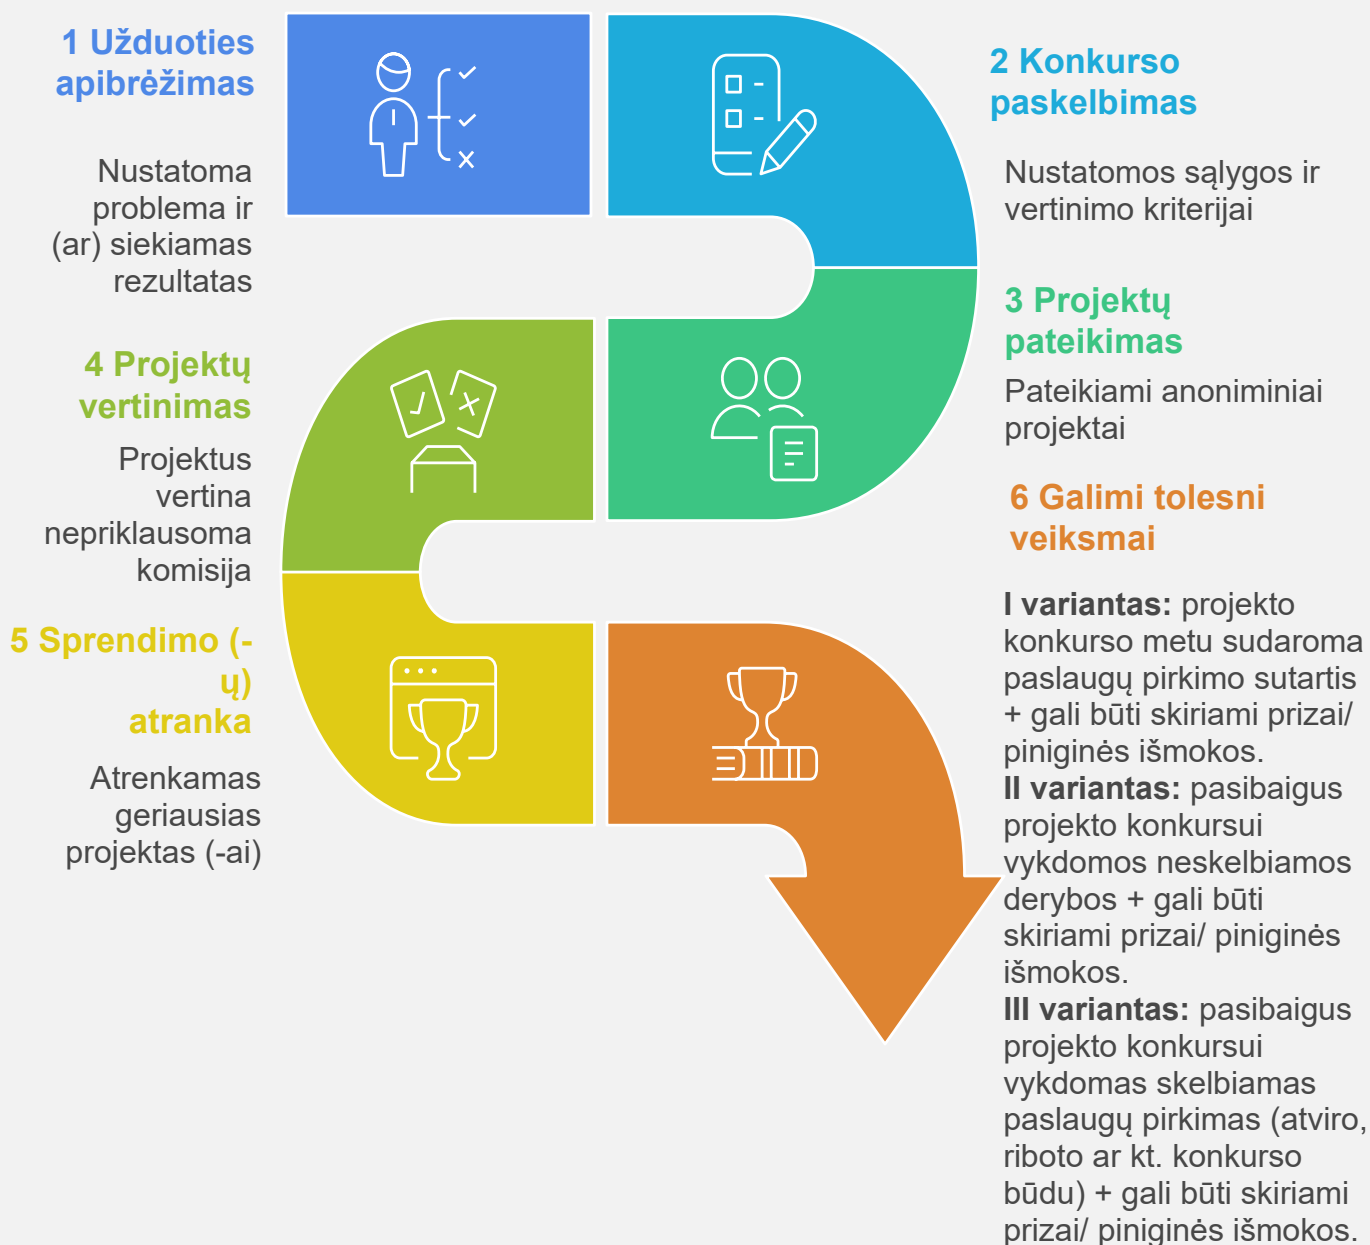 1 Užduoties
apibrėžimas
Nustatoma
problema ir
(ar) siekiamas
rezultatas
2 Konkurso
paskelbimas
Nustatomos sąlygos ir
vertinimo kriterijai
3 Projektų
pateikimas
Pateikiami anoniminiai
projektai
4 Projektų
vertinimas
Projektus
vertina
nepriklausoma
komisija
5 Sprendimo (-
ų)
atranka
Atrenkamas
geriausias
projektas (-ai)
6 Galimi tolesni
veiksmai
I variantas: projekto
konkurso metu sudaroma
paslaugų pirkimo sutartis
+ gali būti skiriami prizai/
piniginės išmokos.
II variantas: pasibaigus
projekto konkursui
vykdomos neskelbiamos
derybos + gali būti
skiriami prizai/ piniginės
išmokos.
III variantas: pasibaigus
projekto konkursui
vykdomas skelbiamas
paslaugų pirkimas (atviro,
riboto ar kt. konkurso
būdu) + gali būti skiriami
prizai/ piniginės išmokos.